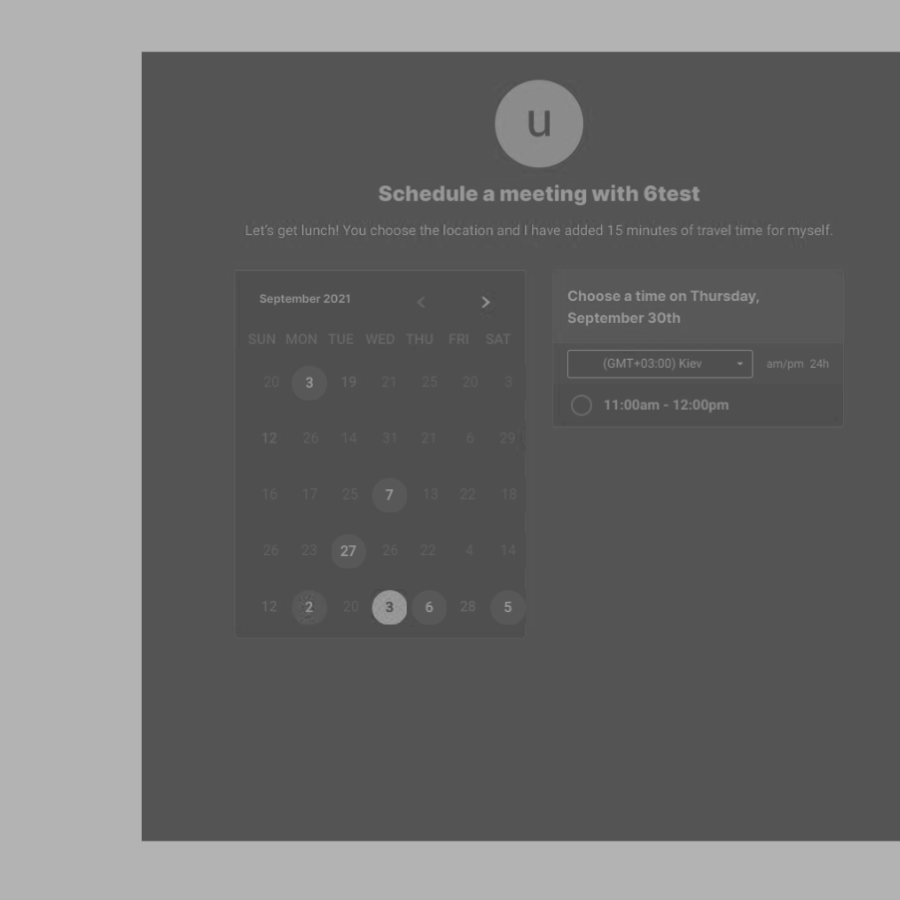 u
Schedule a meeting with 6test
Let's get lunch! You choose the location and I have added 15 minutes of travel time for myself.
September 2021
SUN MON TUE WED THU FRI SAT
20 3 19 21 25 20 3
12 26 14 31 21 6 29
16 17 25 7 13 22 18
26 23 27 26 22 4 14
12 2 20 3 6 28 5
Choose a time on Thursday,
September 30th
(GMT+03:00) Kiev am/pm 24h
11:00am - 12:00pm